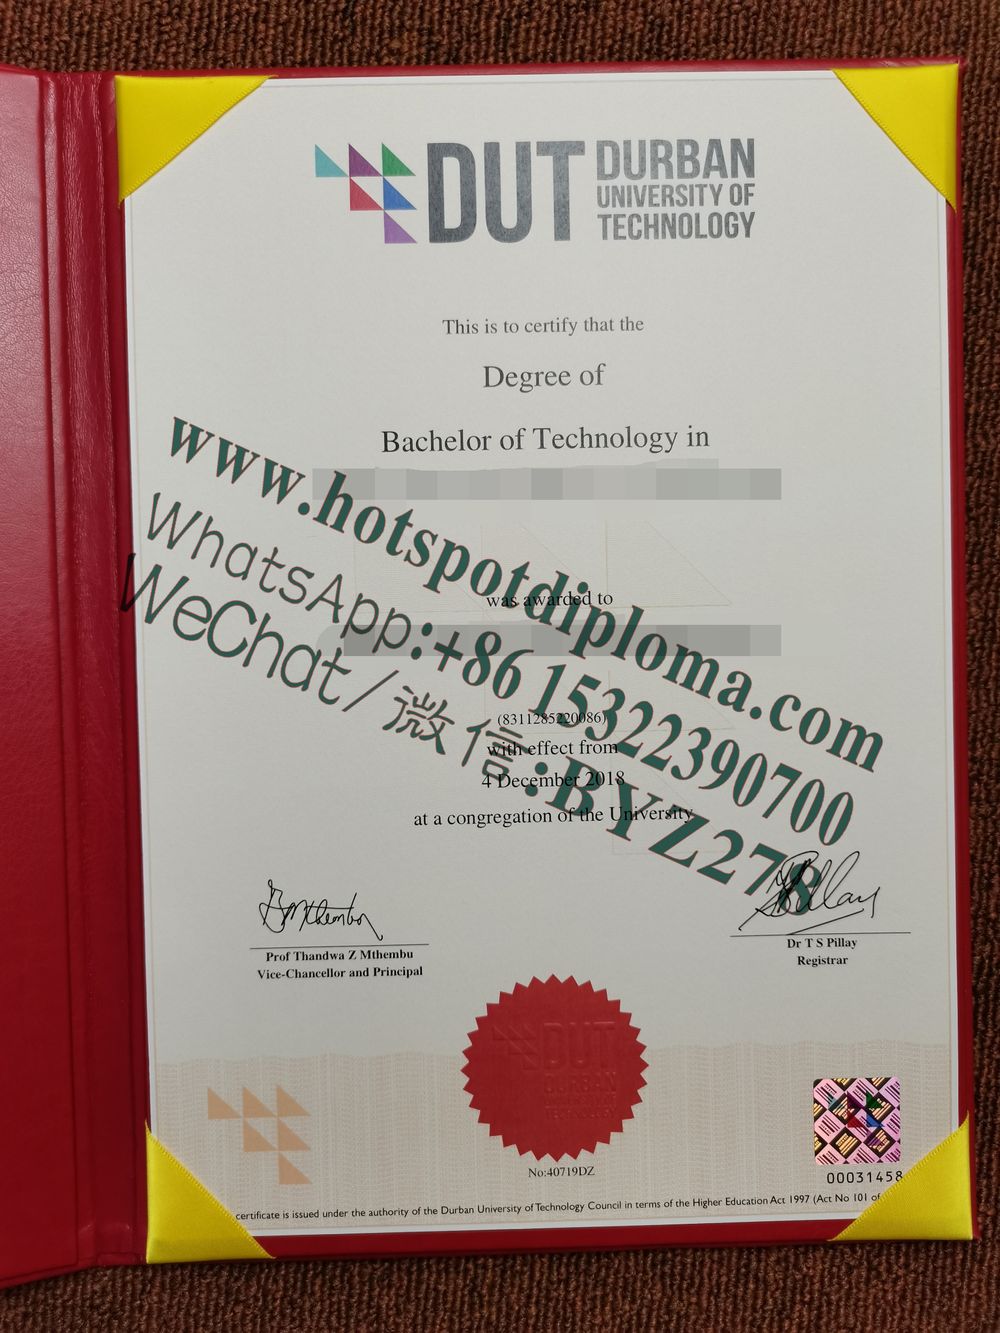 DUT DURBAN
UNIVERSITY OF
TECHNOLOGY
This is to certify that the
Degree of
Bachelor of Technology in
www.hotspotdiploma.com
WhatsApp:+86 15322390700
WeChat/微信:BYZ278
was awarded to
(8311285220086)
with effect from
4 December 2018
at a congregation of the University
Prof Thandwa Z Mthembu
Vice-Chancellor and Principal
Dr T S Pillay
Registrar
DUT
DURBAN
TECHNOLOGY
No:40719DZ
00031458
certificate is issued under the authority of the Durban University of Technology Council in terms of the Higher Education Act 1997 (Act No 101 of